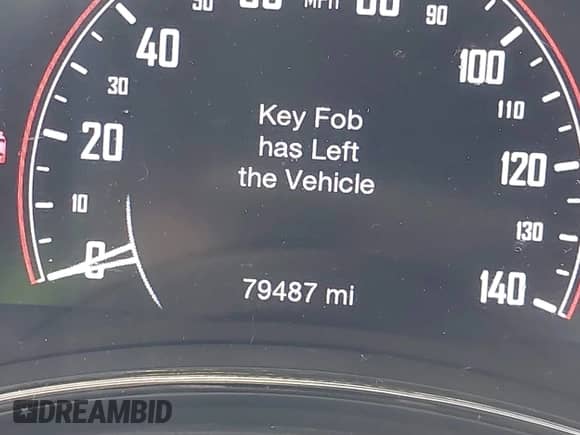 MPH
40
30
20
10
0
90
100
110
120
130
140
Key Fob
has Left
the Vehicle
79487 mi
DREAMBID